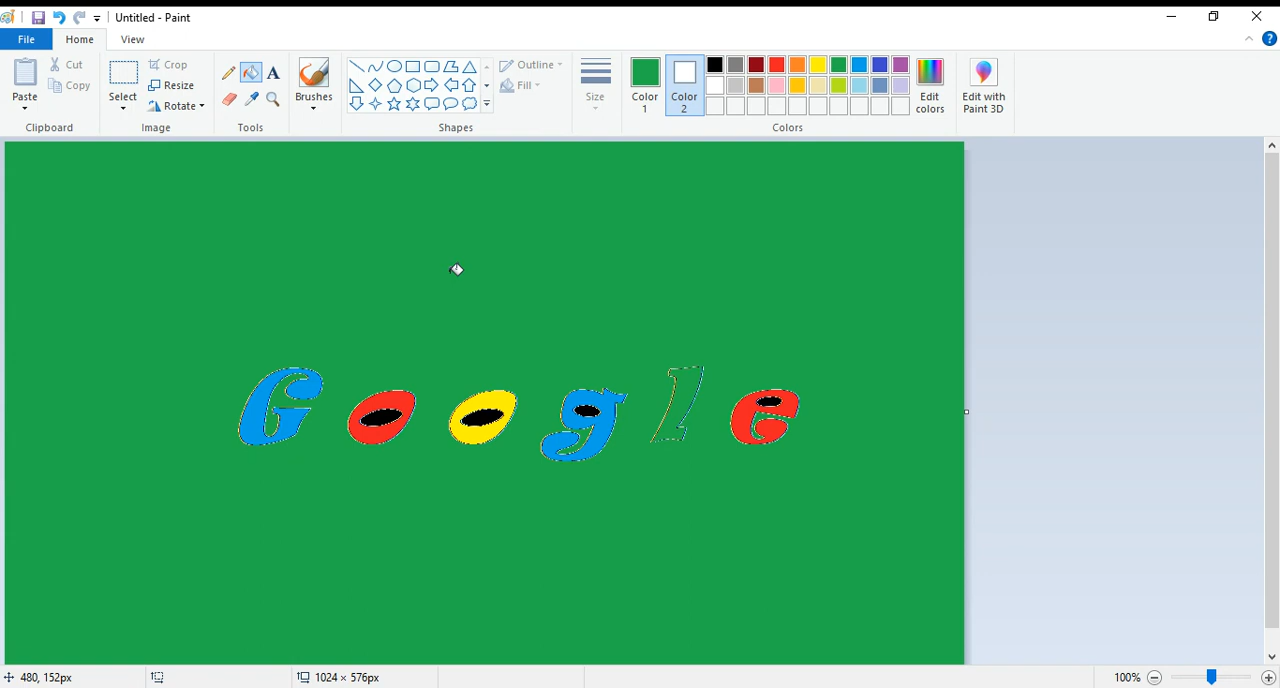 Untitled - Paint
File Home View
Paste
Cut
Copy
Clipboard
Select
Crop
Resize
Rotate
Image
A
Tools
Brushes
Shapes
Outline
Fill
Size
Color 1
Color 2
Colors
Edit colors
Edit with Paint 3D
?
Google
480, 152px
1024 × 576px
100%